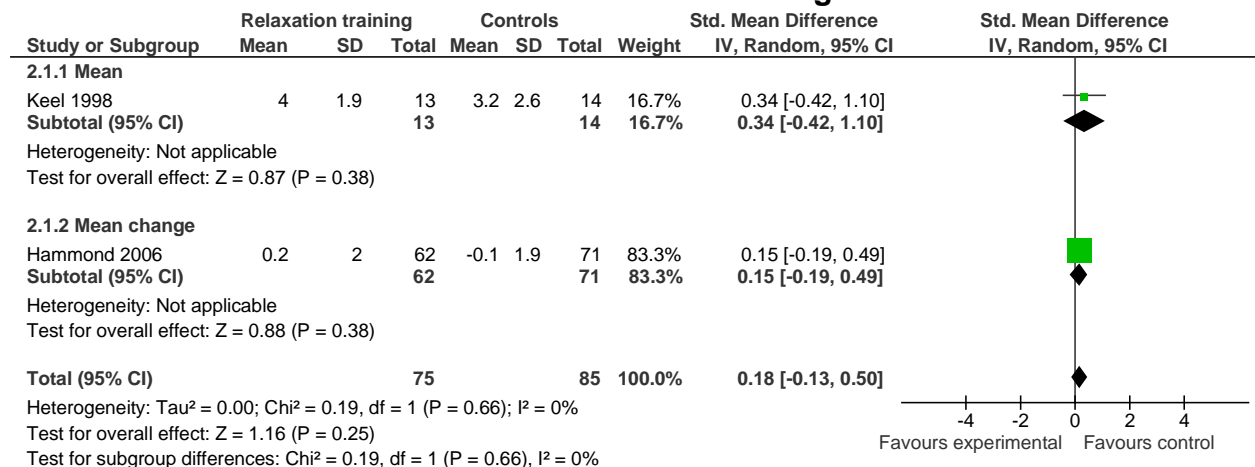 Relaxation training Controls Std. Mean Difference Std. Mean Difference
Study or Subgroup Mean SD Total Mean SD Total Weight IV, Random, 95% CI IV, Random, 95% CI
2.1.1 Mean
Keel 1998 4 1.9 13 3.2 2.6 14 16.7% 0.34 [-0.42, 1.10]
Subtotal (95% CI) 13 14 16.7% 0.34 [-0.42, 1.10]
Heterogeneity: Not applicable
Test for overall effect: Z = 0.87 (P = 0.38)
2.1.2 Mean change
Hammond 2006 0.2 2 62 -0.1 1.9 71 83.3% 0.15 [-0.19, 0.49]
Subtotal (95% CI) 62 71 83.3% 0.15 [-0.19, 0.49]
Heterogeneity: Not applicable
Test for overall effect: Z = 0.88 (P = 0.38)
Total (95% CI) 75 85 100.0% 0.18 [-0.13, 0.50]
Heterogeneity: Tau² = 0.00; Chi² = 0.19, df = 1 (P = 0.66); I² = 0%
Test for overall effect: Z = 1.16 (P = 0.25)
Test for subgroup differences: Chi² = 0.19, df = 1 (P = 0.66), I² = 0%
-4 -2 0 2 4
Favours experimental Favours control